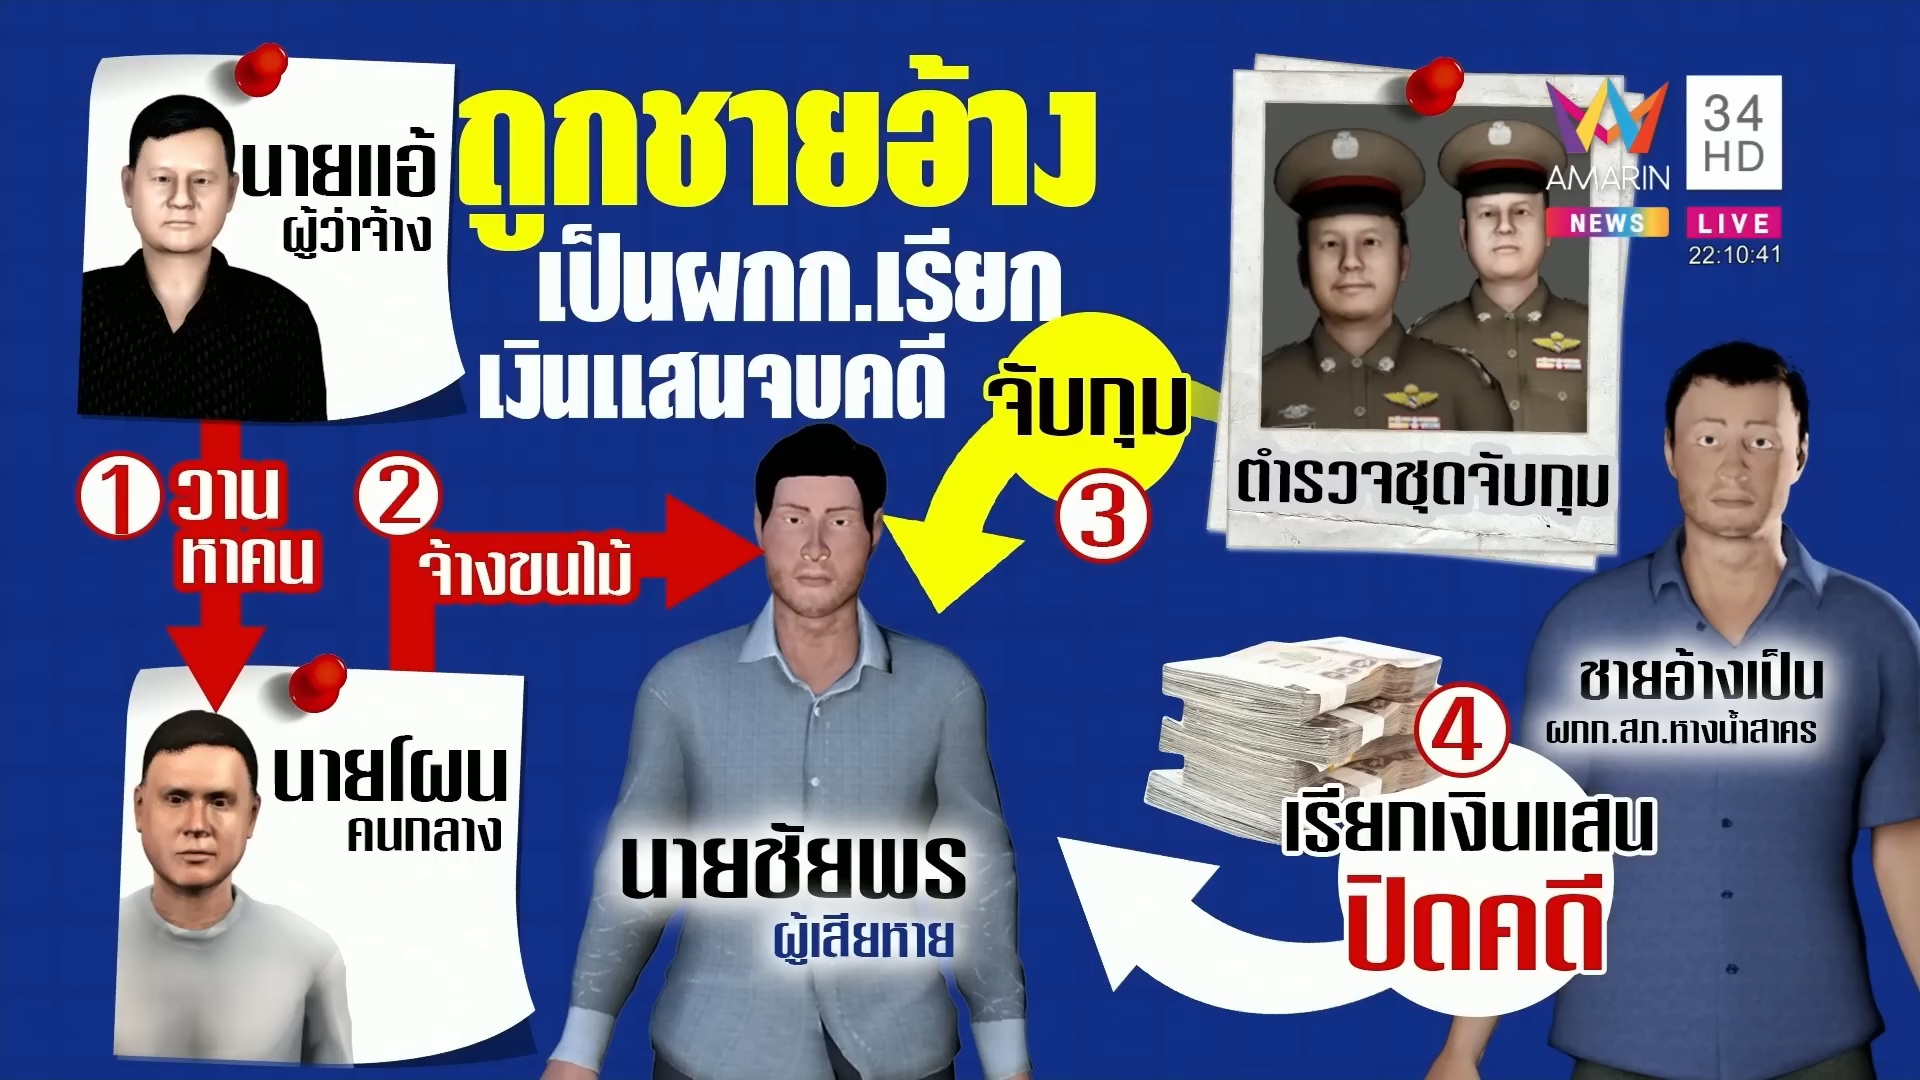 ถูกชายอ้าง
เป็นผกก.เรียก
เงินแสนจบคดี
นายแอ้
ผู้ว่าจ้าง
1 วาน
หาคน
2
จ้างขนไม้
นายโผน
คนกลาง
นายชัยพร
ผู้เสียหาย
จับกุม
3
ตำรวจชุดจับกุม
ชายอ้างเป็น
ผกก.สภ.หางน้ำสาคร
4
เรียกเงินแสน
ปิดคดี
AMARIN
NEWS
34
HD
LIVE
22:10:41